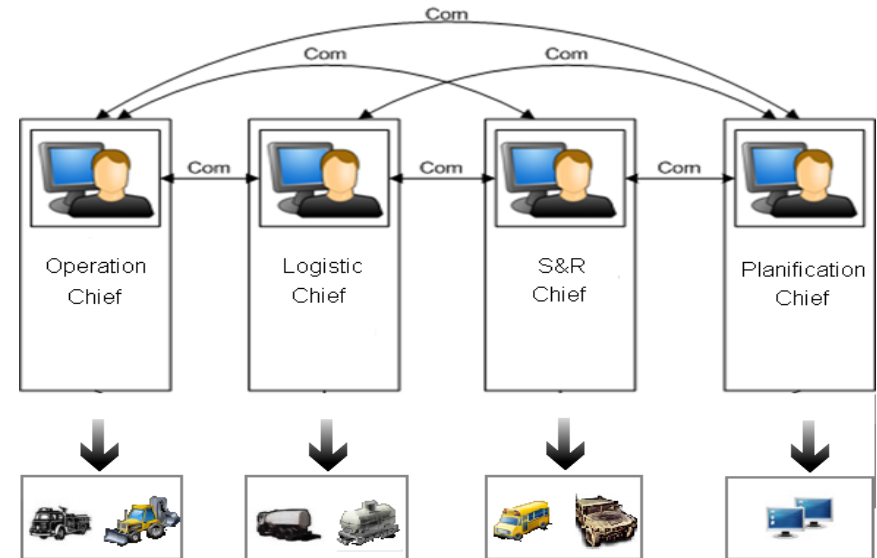 Com
Com
Com
Com
Com
Com
Operation
Chief
Logistic
Chief
S&R
Chief
Planification
Chief